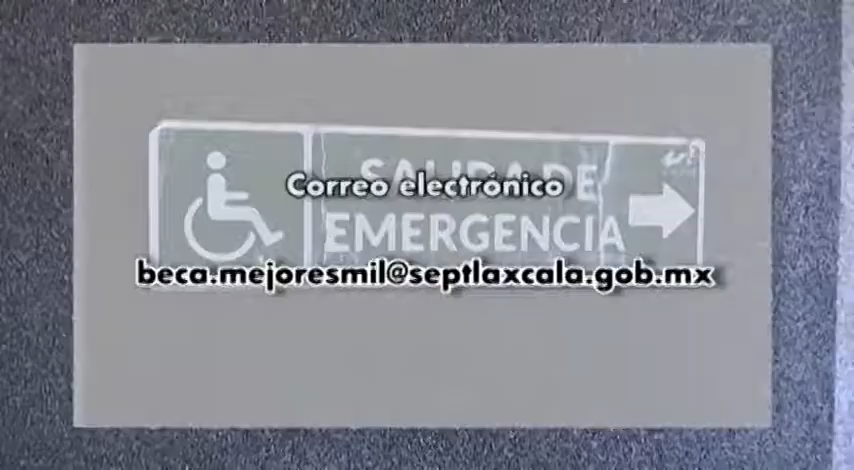 Correo electrónico
SALIDA DE
EMERGENCIA
beca.mejoresmil@septlaxcala.gob.mx